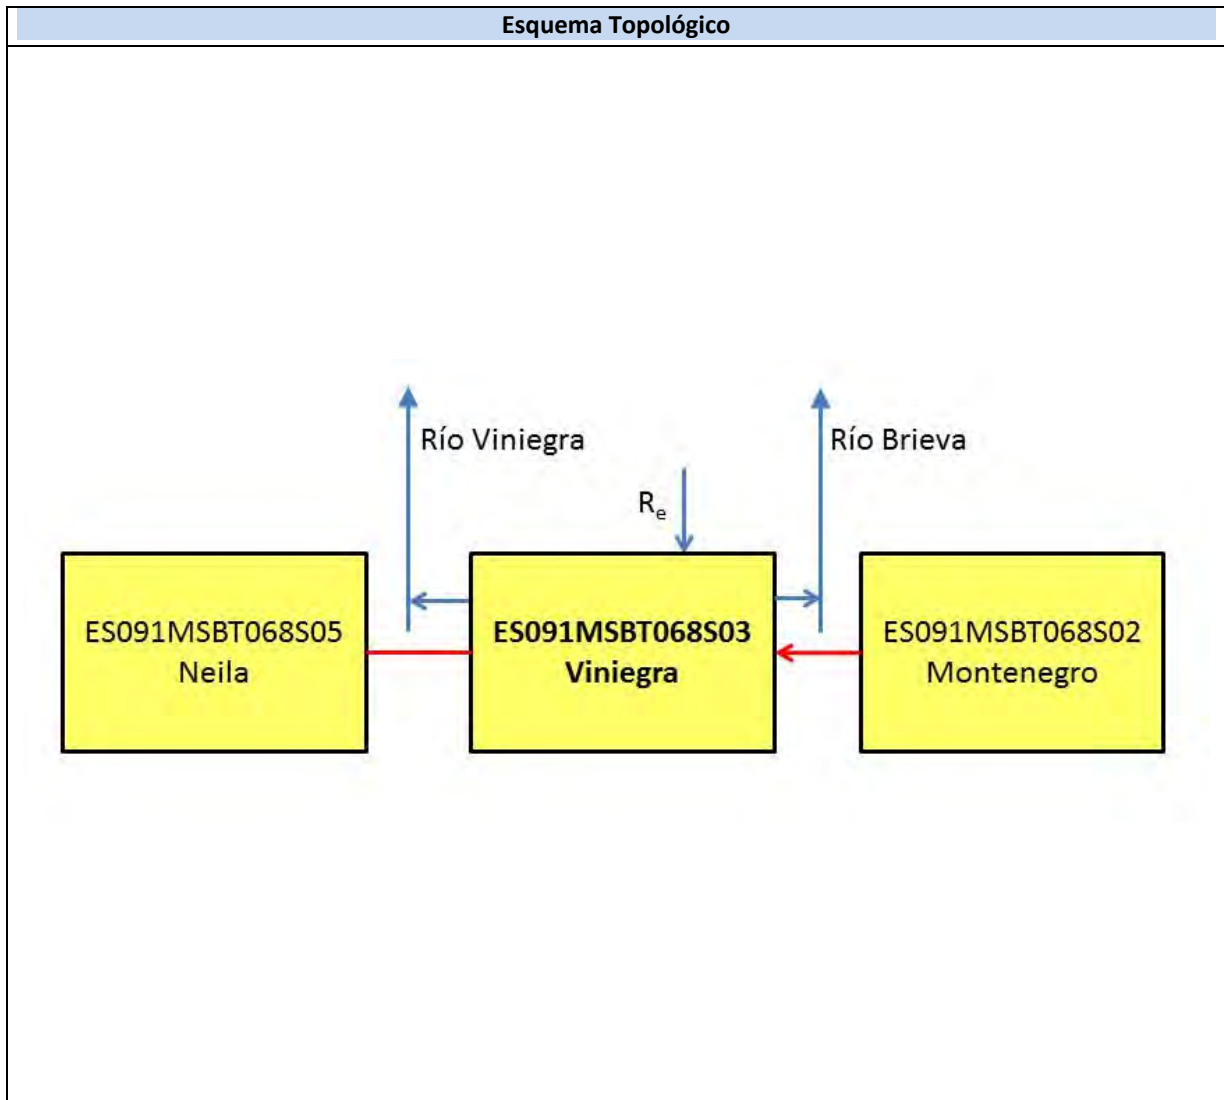 Esquema Topológico
Río Viniegra
Río Brieva
Re
ES091MSBT068S05
Neila
ES091MSBT068S03
Viniegra
ES091MSBT068S02
Montenegro